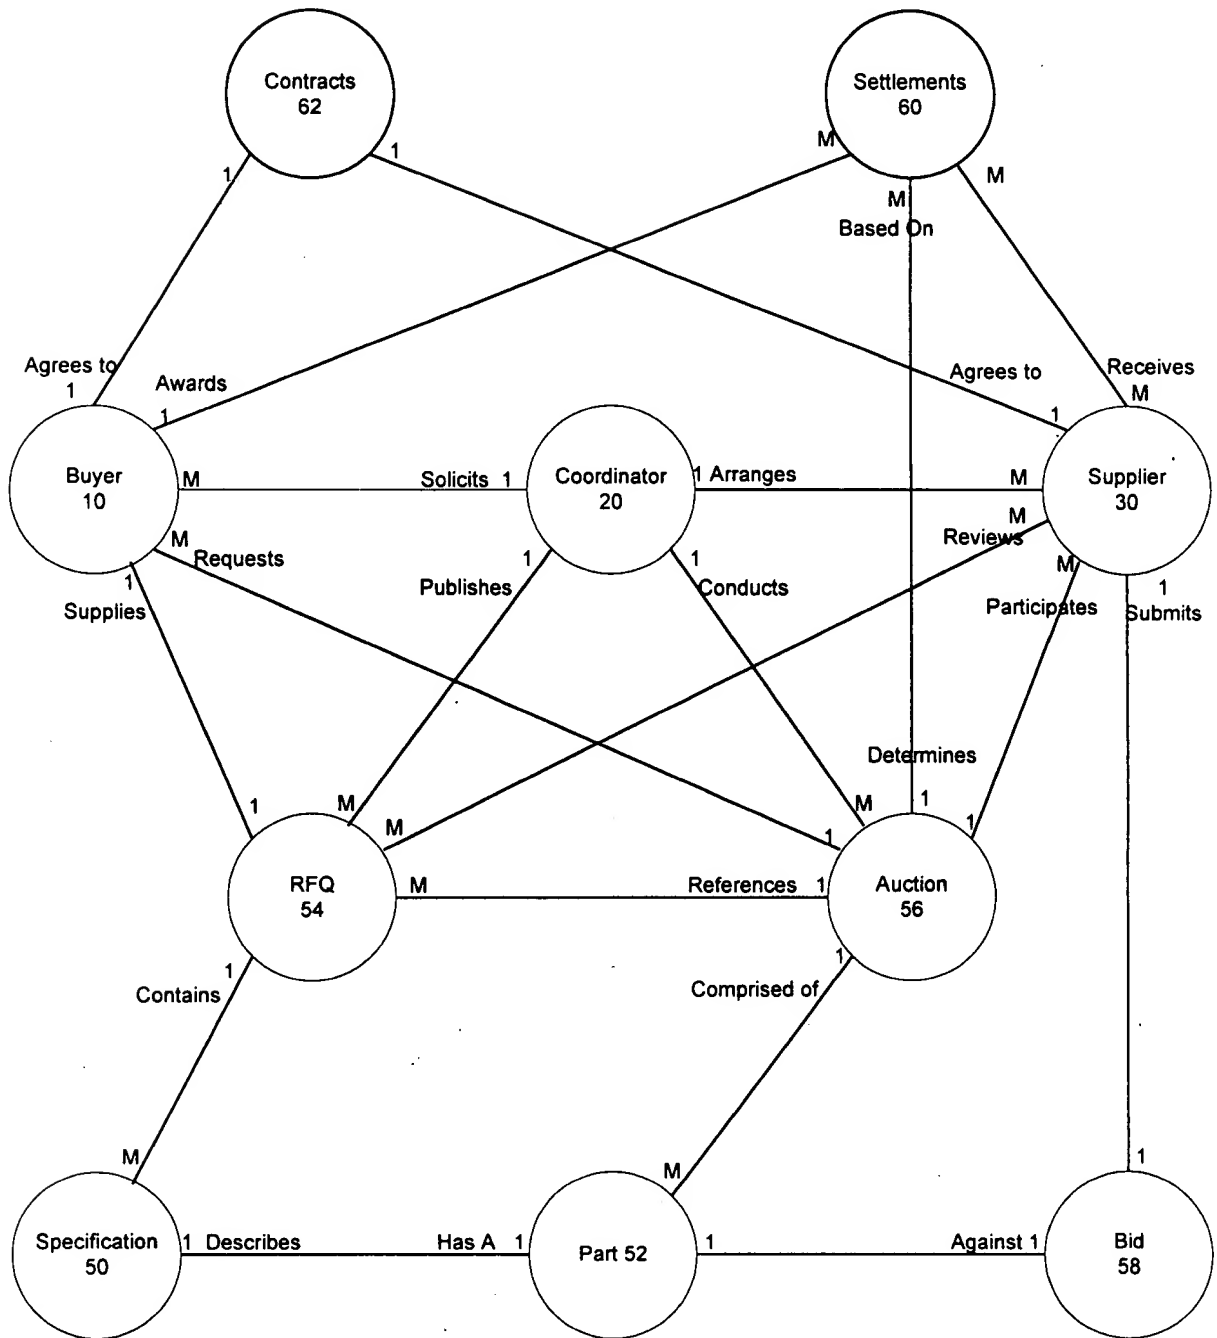 Contracts
62
Settlements
60
1
1
M
M
M
Based On
Agrees to
1
Awards
1
Agrees to
1
Receives
M
Buyer
10
M
Solicits 1
Coordinator
20
1 Arranges
M
Supplier
30
M
Requests
1
Supplies
1
Publishes
1
Conducts
M
Reviews
M
Participates
1
Submits
Determines
1
M
M
M
1
1
1
RFQ
54
M
References 1
Auction
56
1
Contains
1
Comprised of
M
M
1
Specification
50
1 Describes
Has A 1
Part 52
1
Against 1
Bid
58